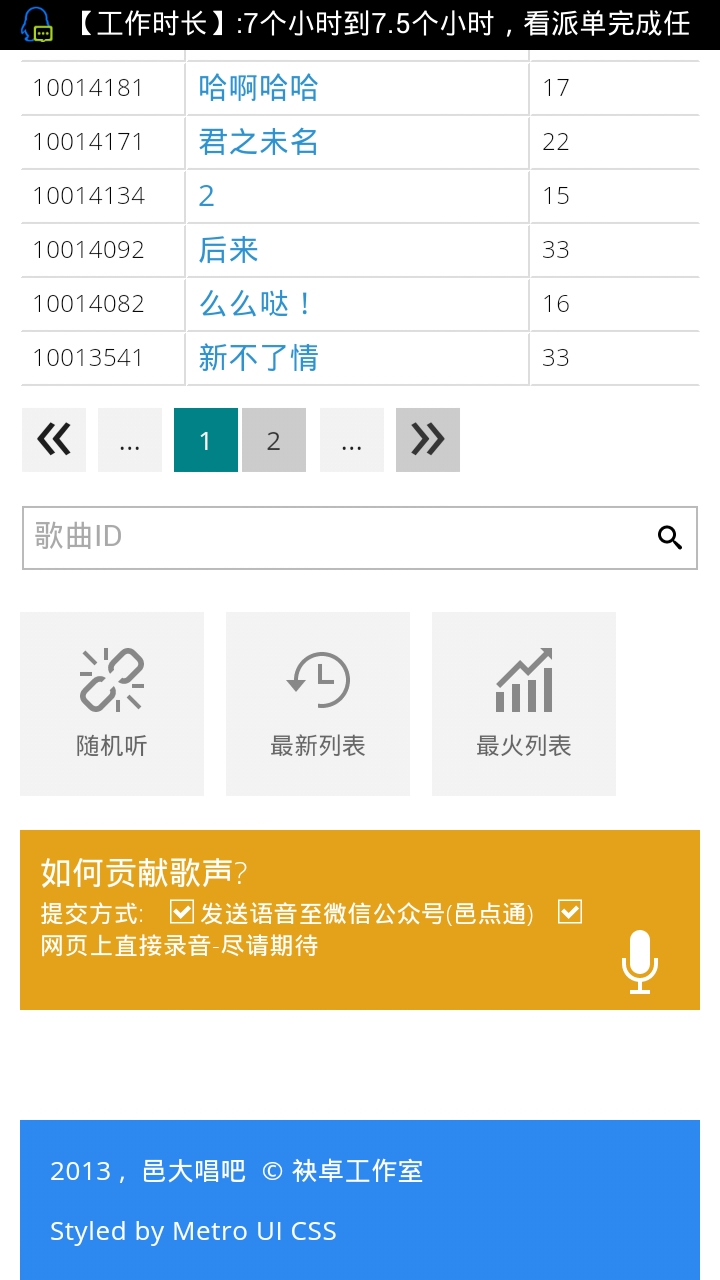 【工作时长】:7个小时到7.5个小时，看派单完成任
10014181 哈啊哈哈 17
10014171 君之未名 22
10014134 2 15
10014092 后来 33
10014082 么么哒！ 16
10013541 新不了情 33
... 1 2 ...
歌曲ID
随机听 最新列表 最火列表
如何贡献歌声?
提交方式: 发送语音至微信公众号(邑点通)
网页上直接录音-尽请期待
2013 , 邑大唱吧 © 袂卓工作室
Styled by Metro UI CSS